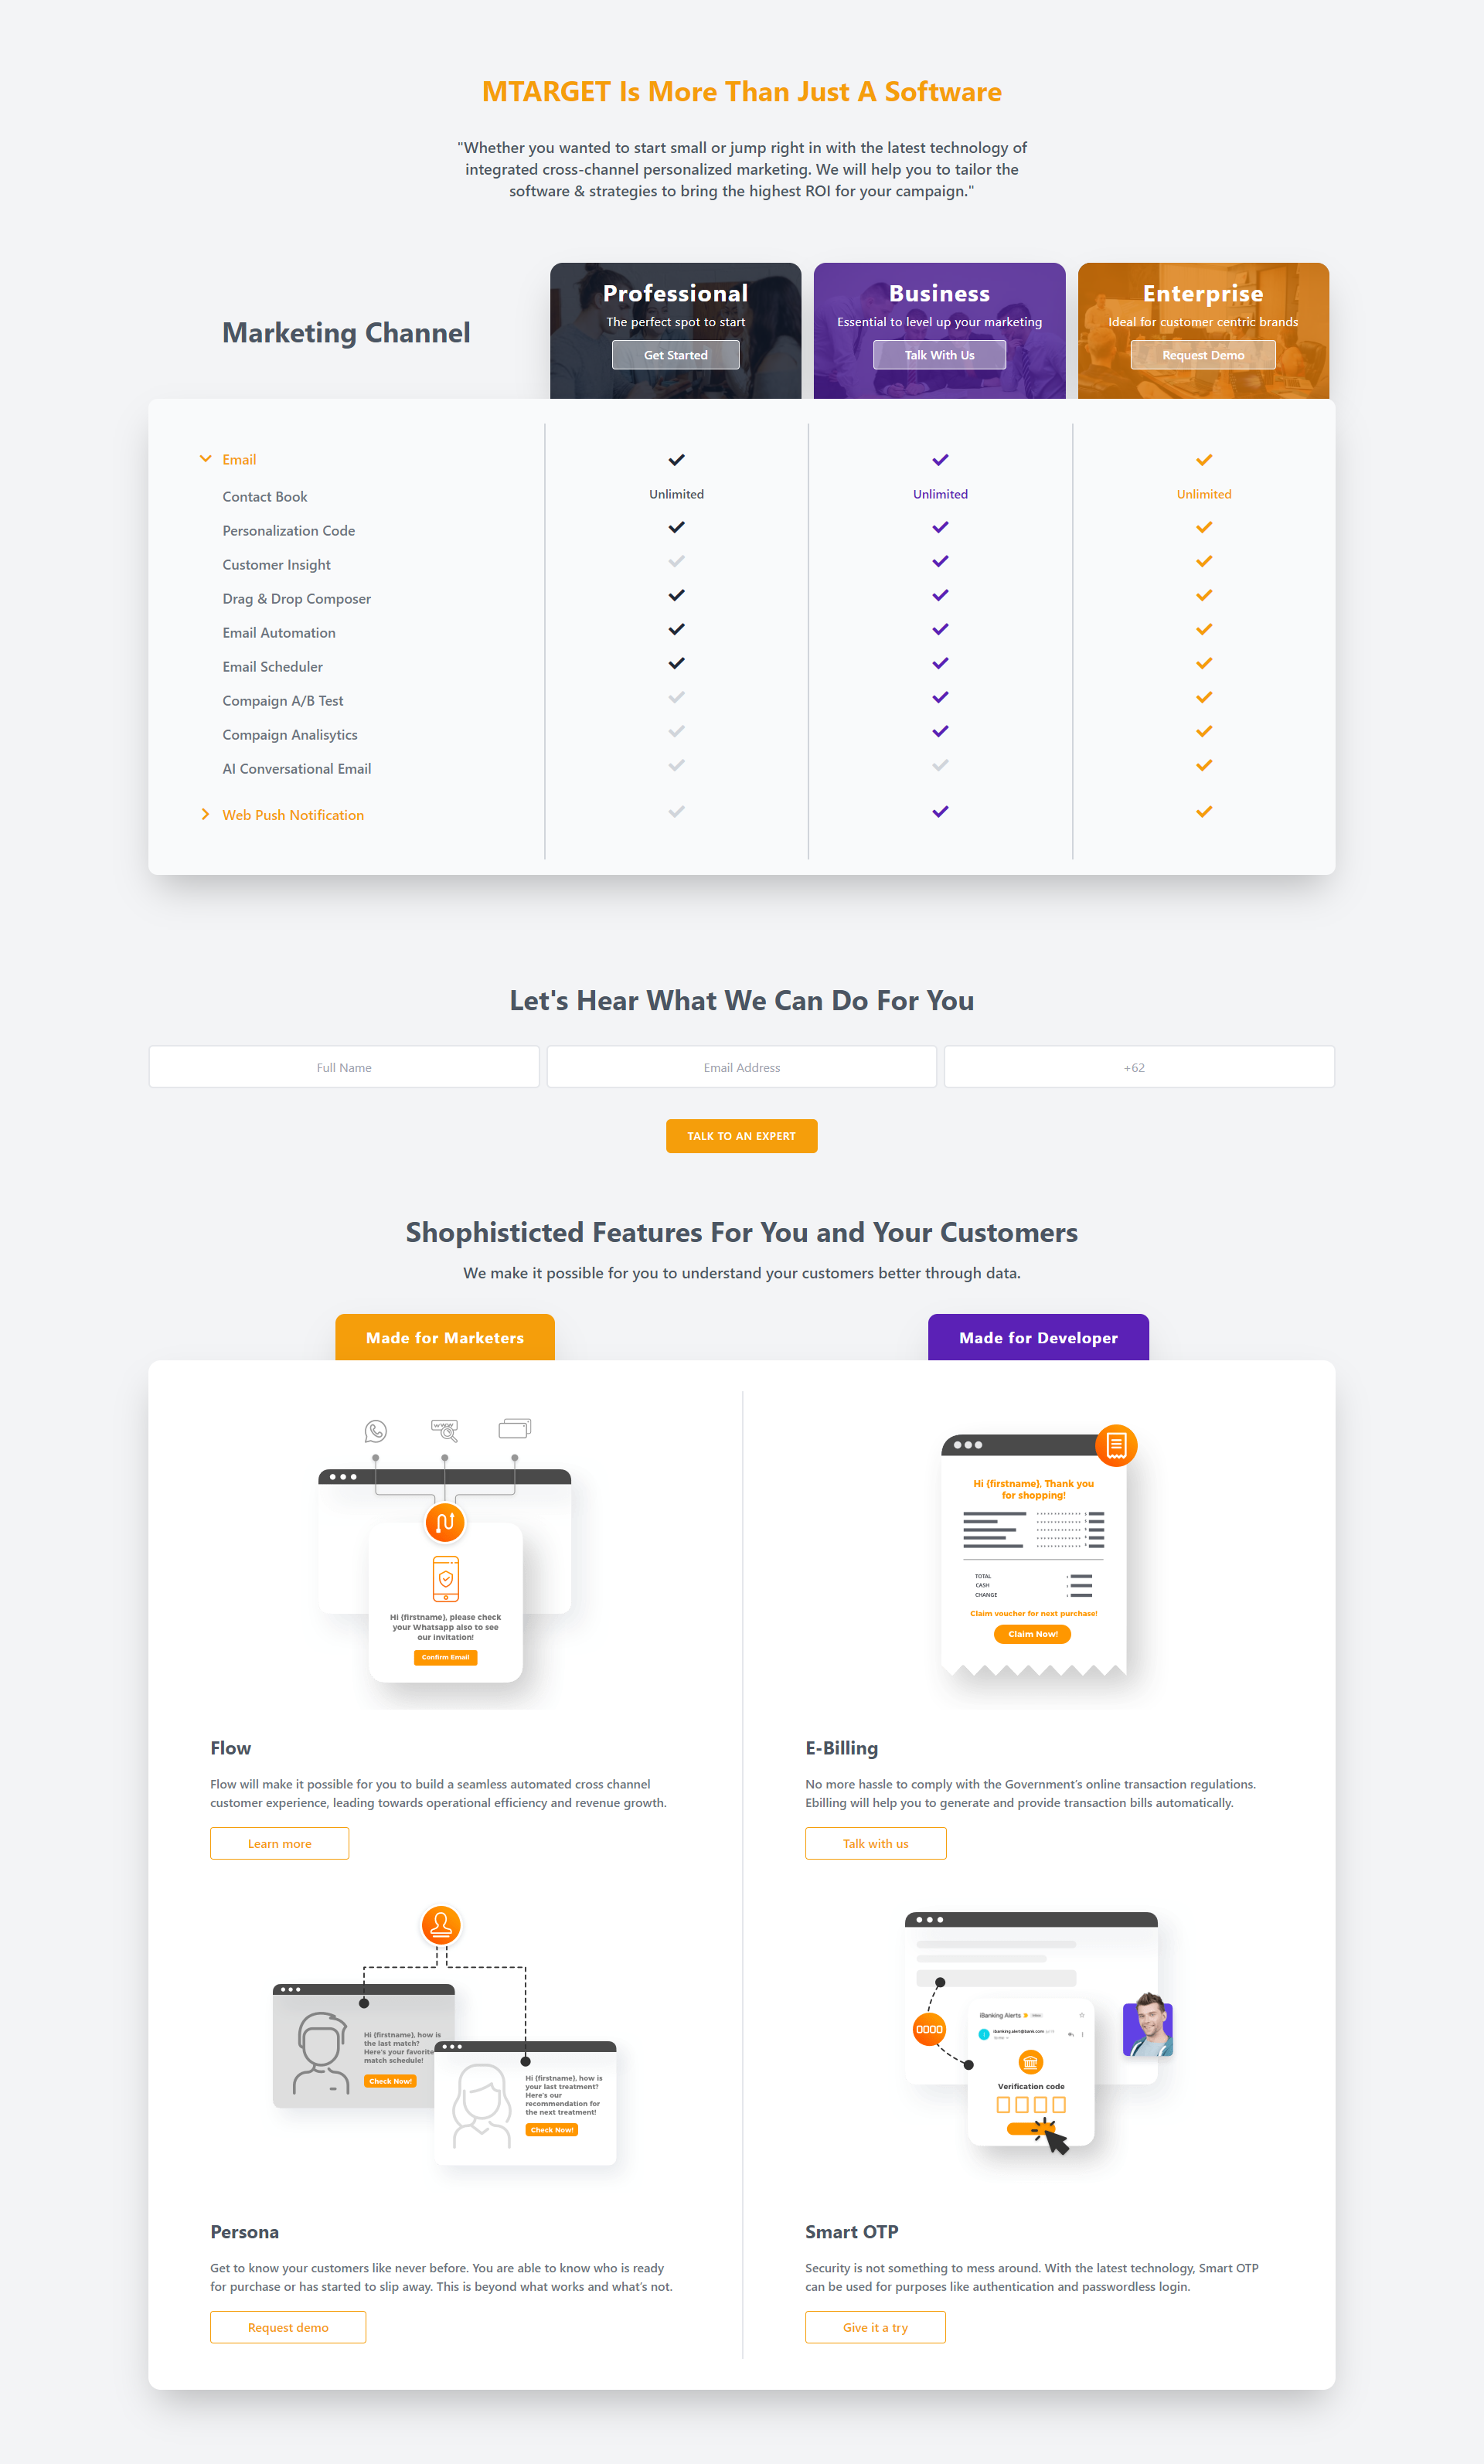 MTARGET Is More Than Just A Software
"Whether you wanted to start small or jump right in with the latest technology of
integrated cross-channel personalized marketing. We will help you to tailor the
software & strategies to bring the highest ROI for your campaign."
Marketing Channel
Professional
The perfect spot to start
Get Started
Business
Essential to level up your marketing
Talk With Us
Enterprise
Ideal for customer centric brands
Request Demo
Email
Contact Book
Unlimited
Unlimited
Unlimited
Personalization Code
Customer Insight
Drag & Drop Composer
Email Automation
Email Scheduler
Compaign A/B Test
Compaign Analisytics
AI Conversational Email
Web Push Notification
Let's Hear What We Can Do For You
Full Name
Email Address
+62
TALK TO AN EXPERT
Shophisticted Features For You and Your Customers
We make it possible for you to understand your customers better through data.
Made for Marketers
Made for Developer
WWW
Hi {firstname}, please check
your Whatsapp also to see
our invitation!
Confirm Email
Hi {firstname}, Thank you
for shopping!
TOTAL
CASH
CHANGE
Claim voucher for next purchase!
Claim Now!
Flow
Flow will make it possible for you to build a seamless automated cross channel
customer experience, leading towards operational efficiency and revenue growth.
Learn more
E-Billing
No more hassle to comply with the Government's online transaction regulations.
Ebilling will help you to generate and provide transaction bills automatically.
Talk with us
Hi {firstname}, how is
the last match?
Here's your favorite
match schedule!
Check Now!
Hi {firstname}, how is
your last treatment?
Here's our
recommendation for
the next treatment!
Check Now!
iBanking Alerts
ibanking.alert@bank.com
Verification code
Persona
Get to know your customers like never before. You are able to know who is ready
for purchase or has started to slip away. This is beyond what works and what's not.
Request demo
Smart OTP
Security is not something to mess around. With the latest technology, Smart OTP
can be used for purposes like authentication and passwordless login.
Give it a try